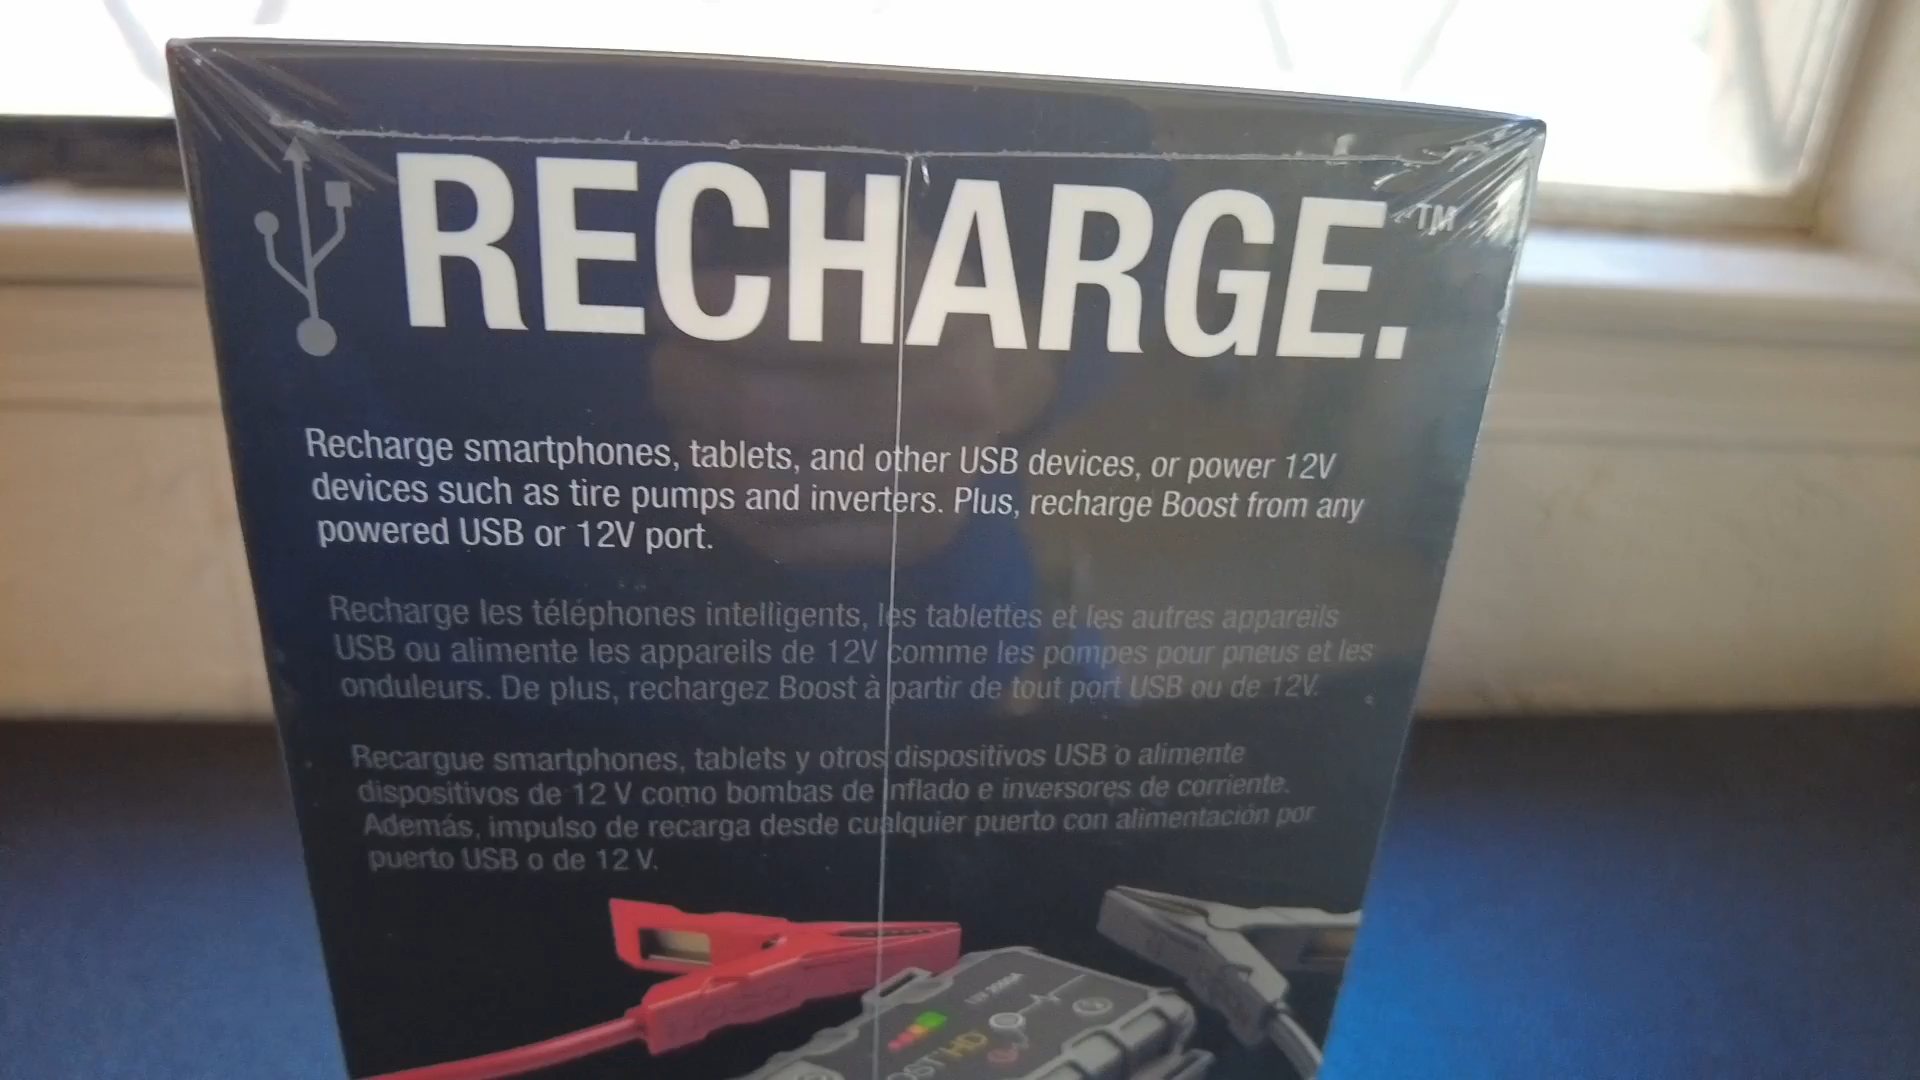 RECHARGE.™
Recharge smartphones, tablets, and other USB devices, or power 12V
devices such as tire pumps and inverters. Plus, recharge Boost from any
powered USB or 12V port.
Recharge les téléphones intelligents, les tablettes et les autres appareils
USB ou alimente les appareils de 12V comme les pompes pour pneus et les
onduleurs. De plus, rechargez Boost à partir de tout port USB ou de 12V.
Recargue smartphones, tablets y otros dispositivos USB o alimente
dispositivos de 12 V como bombas de inflado e inversores de corriente.
Además, impulso de recarga desde cualquier puerto con alimentación por
puerto USB o de 12 V.
HD